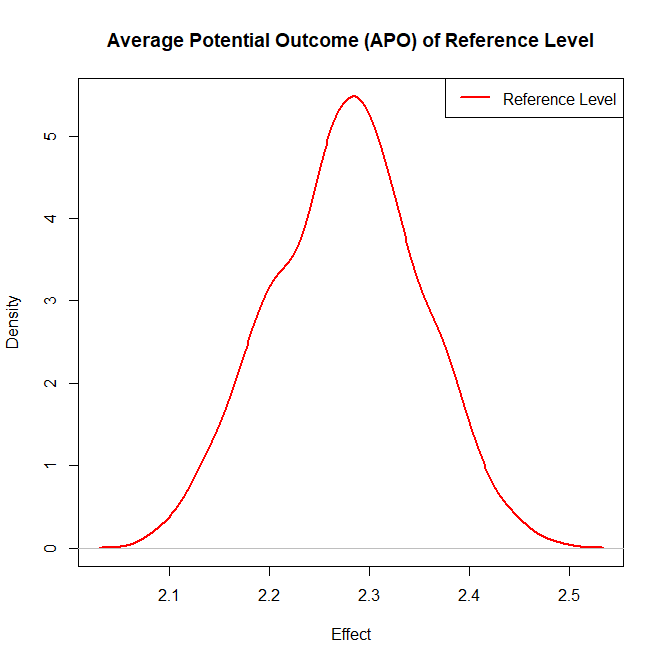 Average Potential Outcome (APO) of Reference Level
Reference Level
Density
5
4
3
2
1
0
2.1 2.2 2.3 2.4 2.5
Effect